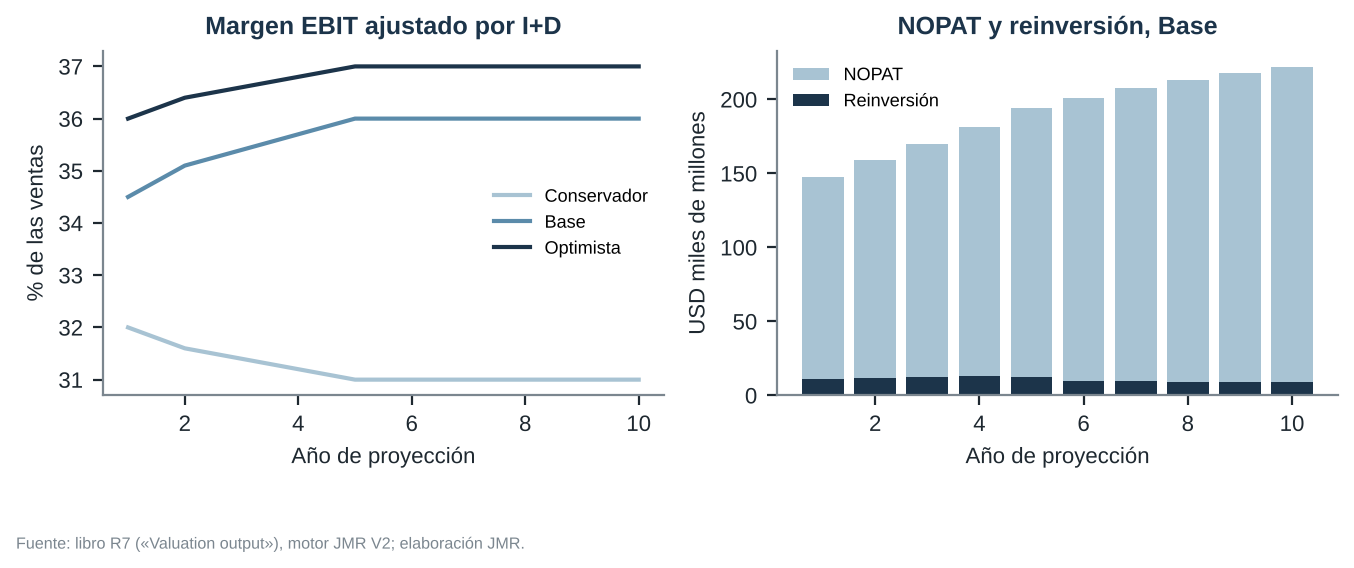 Margen EBIT ajustado por I+D
% de las ventas
37
36
35
34
33
32
31
Conservador
Base
Optimista
2 4 6 8 10
Año de proyección
NOPAT y reinversión, Base
USD miles de millones
200
150
100
50
0
NOPAT
Reinversión
2 4 6 8 10
Año de proyección
Fuente: libro R7 («Valuation output»), motor JMR V2; elaboración JMR.